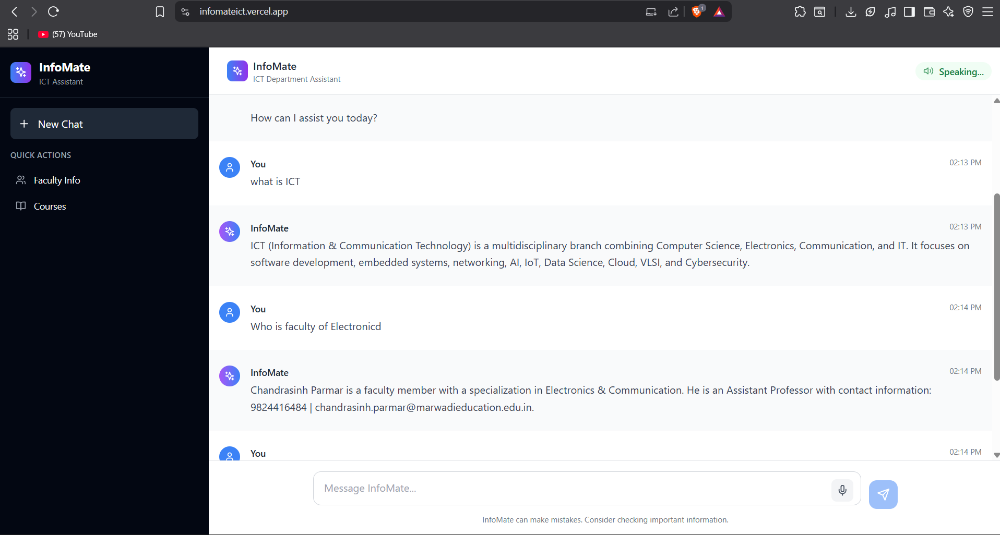 infomateict.vercel.app
1
(57) YouTube
InfoMate
ICT Assistant
New Chat
QUICK ACTIONS
Faculty Info
Courses
InfoMate
ICT Department Assistant
Speaking...
How can I assist you today?
You
02:13 PM
what is ICT
InfoMate
02:13 PM
ICT (Information & Communication Technology) is a multidisciplinary branch combining Computer Science, Electronics, Communication, and IT. It focuses on
software development, embedded systems, networking, AI, IoT, Data Science, Cloud, VLSI, and Cybersecurity.
You
02:14 PM
Who is faculty of Electronicd
InfoMate
02:14 PM
Chandrasinh Parmar is a faculty member with a specialization in Electronics & Communication. He is an Assistant Professor with contact information:
9824416484 | chandrasinh.parmar@marwadieducation.edu.in.
You
02:14 PM
Message InfoMate...
InfoMate can make mistakes. Consider checking important information.